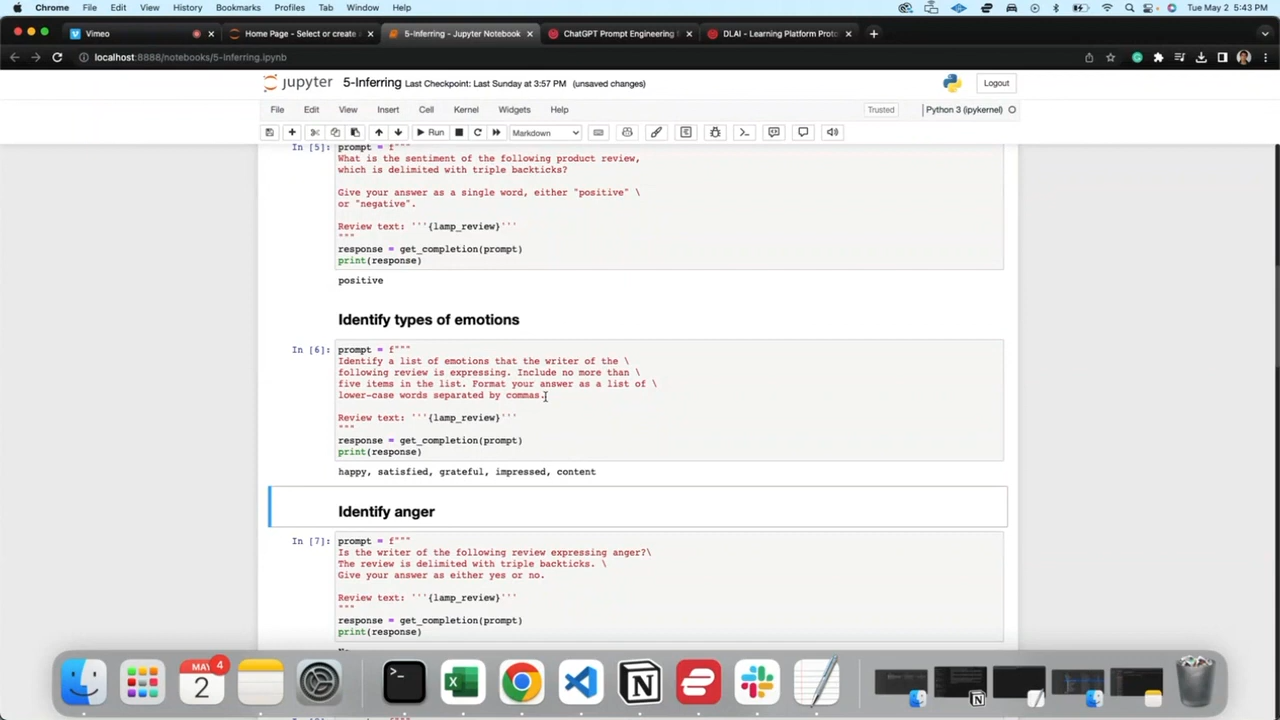 Chrome File Edit View History Bookmarks Profiles Tab Window Help Tue May 2 5:43 PM
Vimeo Home Page - Select or create 5-Inferring - Jupyter Notebook ChatGPT Prompt Engineering DLAI - Learning Platform Proto
localhost:8888/notebooks/5-Inferring.ipynb
jupyter 5-Inferring Last Checkpoint: Last Sunday at 3:57 PM (unsaved changes) Logout
File Edit View Insert Cell Kernel Widgets Help Trusted Python 3 (ipykernel)
Run Markdown
In [5]: prompt = f"""
What is the sentiment of the following product review,
which is delimited with triple backticks?
Give your answer as a single word, either "positive" \
or "negative".
Review text: '''{lamp_review}'''
"""
response = get_completion(prompt)
print(response)
positive
Identify types of emotions
In [6]: prompt = f"""
Identify a list of emotions that the writer of the \
following review is expressing. Include no more than \
five items in the list. Format your answer as a list of \
lower-case words separated by commas.
Review text: '''{lamp_review}'''
"""
response = get_completion(prompt)
print(response)
happy, satisfied, grateful, impressed, content
Identify anger
In [7]: prompt = f"""
Is the writer of the following review expressing anger?\
The review is delimited with triple backticks. \
Give your answer as either yes or no.
Review text: '''{lamp_review}'''
"""
response = get_completion(prompt)
print(response)
MAY 4
2